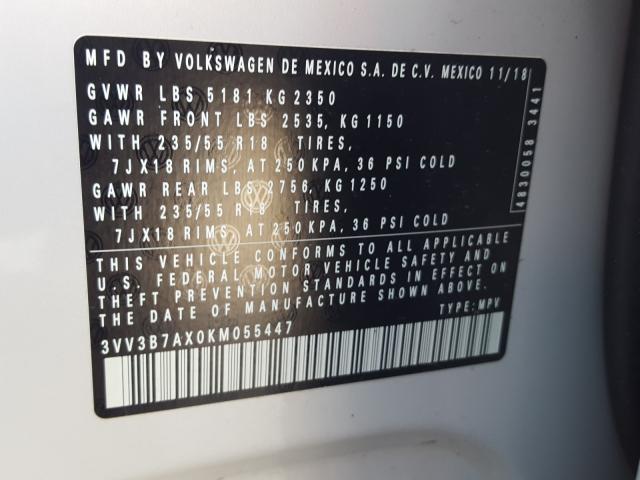 MFD BY VOLKSWAGEN DE MEXICO S.A. DE C.V. MEXICO 11/18
GVWR LBS 5181 KG 2350
GAWR FRONT LBS 2535, KG 1150
WITH 235/55 R18 TIRES,
7JX18 RIMS, AT 250 KPA, 36 PSI COLD
GAWR REAR LBS 2756, KG 1250
WITH 235/55 R18 TIRES,
7JX18 RIMS, AT 250 KPA, 36 PSI COLD
THIS VEHICLE CONFORMS TO ALL APPLICABLE
U.S. FEDERAL MOTOR VEHICLE SAFETY AND
THEFT PREVENTION STANDARDS IN EFFECT ON
THE DATE OF MANUFACTURE SHOWN ABOVE.
3VV3B7AX0KM055447 TYPE: MPV
4830058 3441